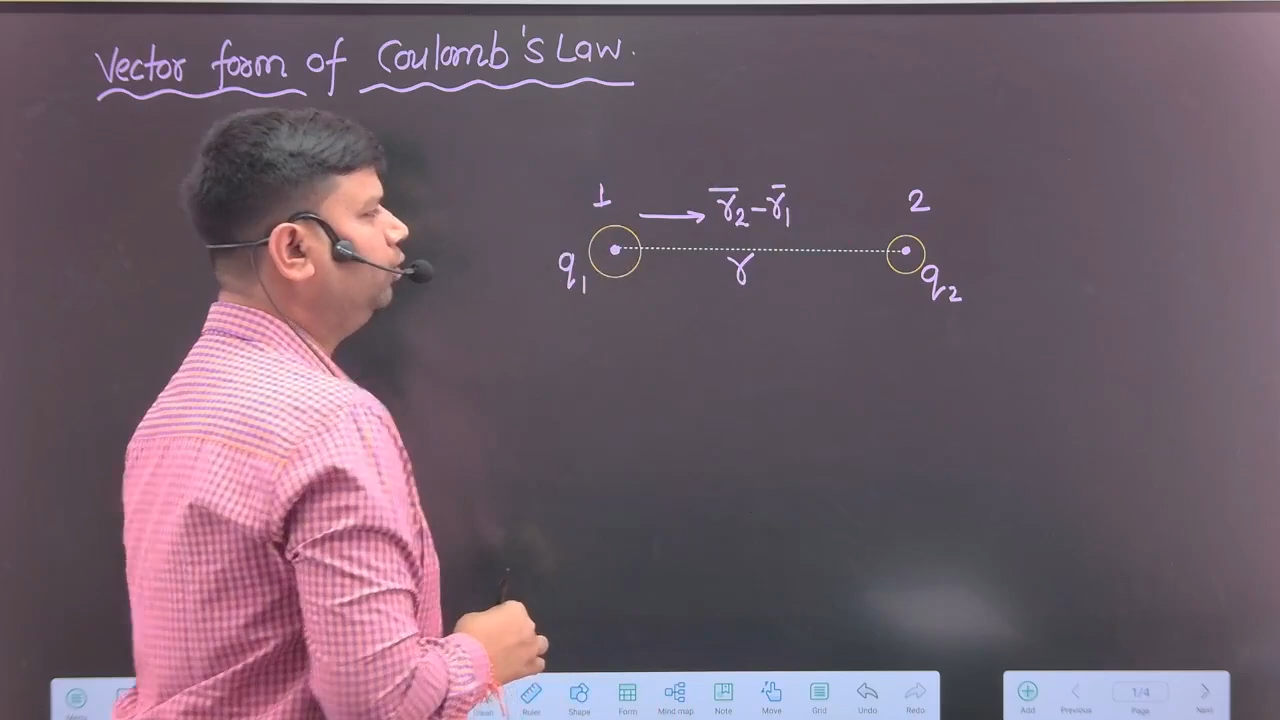 Vector form of Coulomb's Law.
1 r̅₂-r̅₁ 2
q₁ r q₂
Ruler Shape Form Mind map Note Move Grid Undo Redo
Add Previous 1/4 Page Next